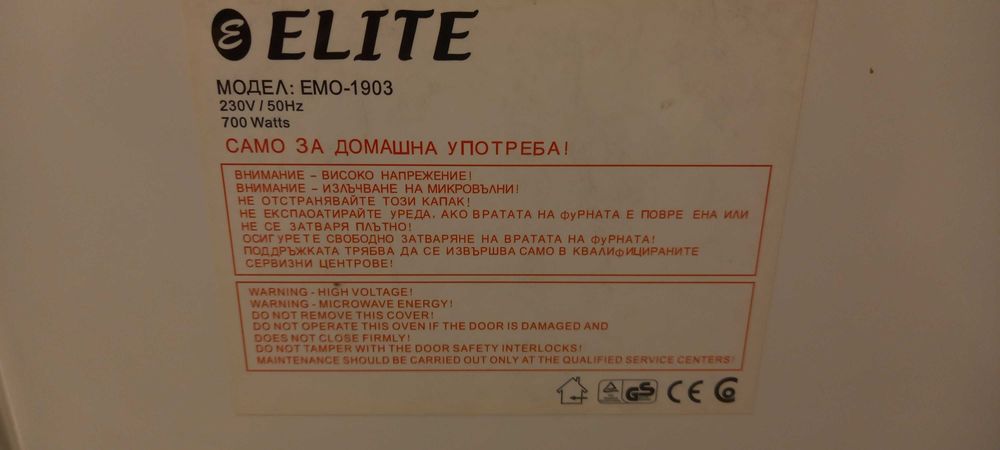 ELITE
МОДЕЛ: EMO-1903
230V / 50Hz
700 Watts
САМО ЗА ДОМАШНА УПОТРЕБА!
ВНИМАНИЕ – ВИСОКО НАПРЕЖЕНИЕ!
ВНИМАНИЕ – ИЗЛЪЧВАНЕ НА МИКРОВЪЛНИ!
НЕ ОТСТРАНЯВАЙТЕ ТОЗИ КАПАК!
НЕ ЕКСПАОАТИРАЙТЕ УРЕДА, АКО ВРАТАТА НА фуРНАТА Е ПОВРЕ ЕНА ИЛИ
НЕ СЕ ЗАТВАРЯ ПЛЪТНО!
ОСИГУРЕТЕ СВОБОДНО ЗАТВАРЯНЕ НА ВРАТАТА НА фуРНАТА!
ПОДДРЪЖКАТА ТРЯБВА ДА СЕ ИЗВЪРШВА САМО В КВАЛИфИЦИРАНИТЕ
СЕРВИЗНИ ЦЕНТРОВЕ!
WARNING - HIGH VOLTAGE!
WARNING - MICROWAVE ENERGY!
DO NOT REMOVE THIS COVER!
DO NOT OPERATE THIS OVEN IF THE DOOR IS DAMAGED AND
DOES NOT CLOSE FIRMLY!
DO NOT TAMPER WITH THE DOOR SAFETY INTERLOCKS!
MAINTENANCE SHOULD BE CARRIED OUT ONLY AT THE QUALIFIED SERVICE CENTERS!
GS CE